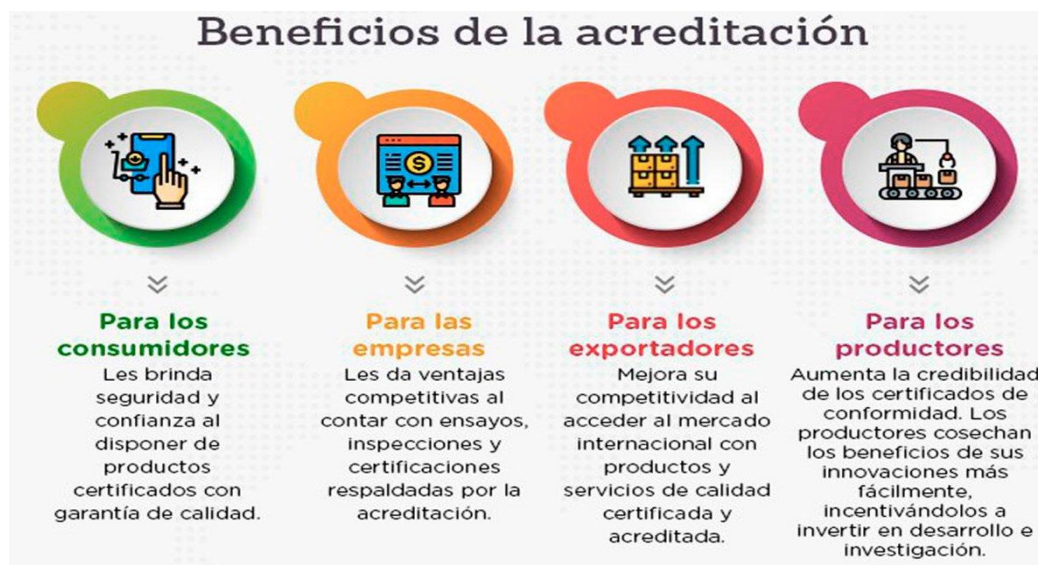 Beneficios de la acreditación
Para los
consumidores
Les brinda
seguridad y
confianza al
disponer de
productos
certificados con
garantía de calidad.
Para las
empresas
Les da ventajas
competitivas al
contar con ensayos,
inspecciones y
certificaciones
respaldadas por la
acreditación.
Para los
exportadores
Mejora su
competitividad al
acceder al mercado
internacional con
productos y
servicios de calidad
certificada y
acreditada.
Para los
productores
Aumenta la credibilidad
de los certificados de
conformidad. Los
productores cosechan
los beneficios de sus
innovaciones más
fácilmente,
incentivándolos a
invertir en desarrollo e
investigación.